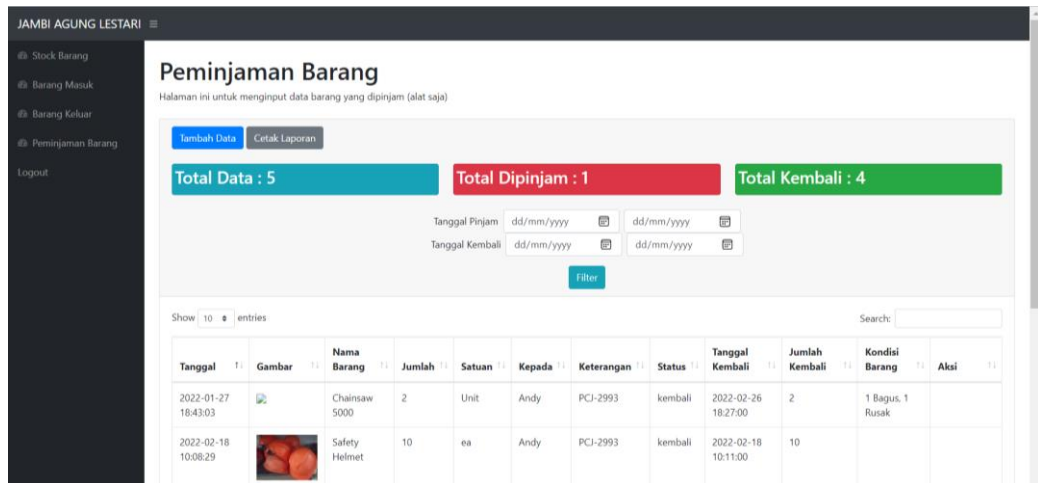 JAMBI AGUNG LESTARI
Stock Barang
Barang Masuk
Barang Keluar
Peminjaman Barang
Logout
Peminjaman Barang
Halaman ini untuk menginput data barang yang dipinjam (alat saja)
Tambah Data Cetak Laporan
Total Data : 5 Total Dipinjam : 1 Total Kembali : 4
Tanggal Pinjam dd/mm/yyyy dd/mm/yyyy
Tanggal Kembali dd/mm/yyyy dd/mm/yyyy
Filter
Show 10 entries Search:
Tanggal Gambar Nama Barang Jumlah Satuan Kepada Keterangan Status Tanggal Kembali Jumlah Kembali Kondisi Barang Aksi
2022-01-27 18:43:03 Chainsaw 5000 2 Unit Andy PCJ-2993 kembali 2022-02-26 18:27:00 2 1 Bagus, 1 Rusak
2022-02-18 10:08:29 Safety Helmet 10 ea Andy PCJ-2993 kembali 2022-02-18 10:11:00 10